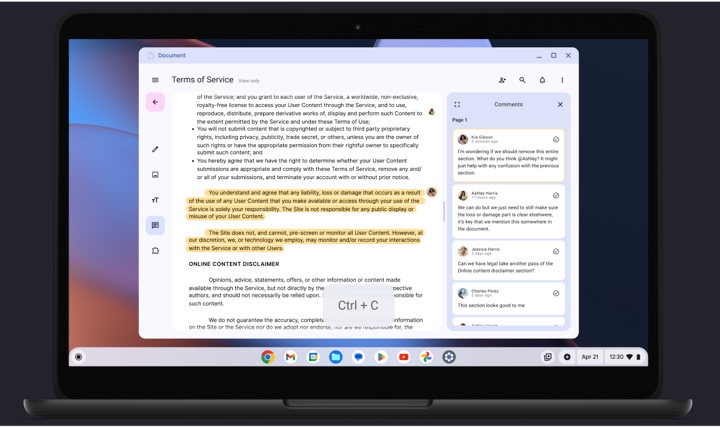 Document
Terms of Service View only
of the Service; and you grant to each user of the Service, a worldwide, non-exclusive,
royalty-free license to access your User Content through the Service, and to use,
reproduce, distribute, prepare derivative works of, display and perform such Content to
the extent permitted by the Service and under these Terms of Use;
• You will not submit content that is copyrighted or subject to third party proprietary
rights, including privacy, publicity, trade secret, or others, unless you are the owner of
such rights or have the appropriate permission from their rightful owner to specifically
submit such content; and
• You hereby agree that we have the right to determine whether your User Content
submissions are appropriate and comply with these Terms of Service, remove any and/
or all of your submissions, and terminate your account with or without prior notice.
You understand and agree that any liability, loss or damage that occurs as a result
of the use of any User Content that you make available or access through your use of the
Service is solely your responsibility. The Site is not responsible for any public display or
misuse of your User Content.
The Site does not, and cannot, pre-screen or monitor all User Content. However, at
our discretion, we, or technology we employ, may monitor and/or record your interactions
with the Service or with other Users.
ONLINE CONTENT DISCLAIMER
Opinions, advice, statements, offers, or other information or content made
available through the Service, but not directly by the
authors, and should not necessarily be relied upon. for
such content.
We do not guarantee the accuracy,
on the Site or the Service nor do we adopt nor endorse, nor are we responsible for, the
Ctrl + C
Comments
Page 1
Kia Gibson
5 minutes ago
I'm wondering if we should remove this entire
section. What do you think @Ashley? It might
just help with any confusion with the previous
section.
Ashley Harris
11 hours ago
We can do but we just need to still make sure
the loss or damage part is clear elsewhere,
it's key that we mention this somewhere in
the document.
Jessica Harris
2 days ago
Can we have legal take another pass of the
Online content disclaimer section?
Charles Perez
2 days ago
This section looks good to me
Apr 21
12:30